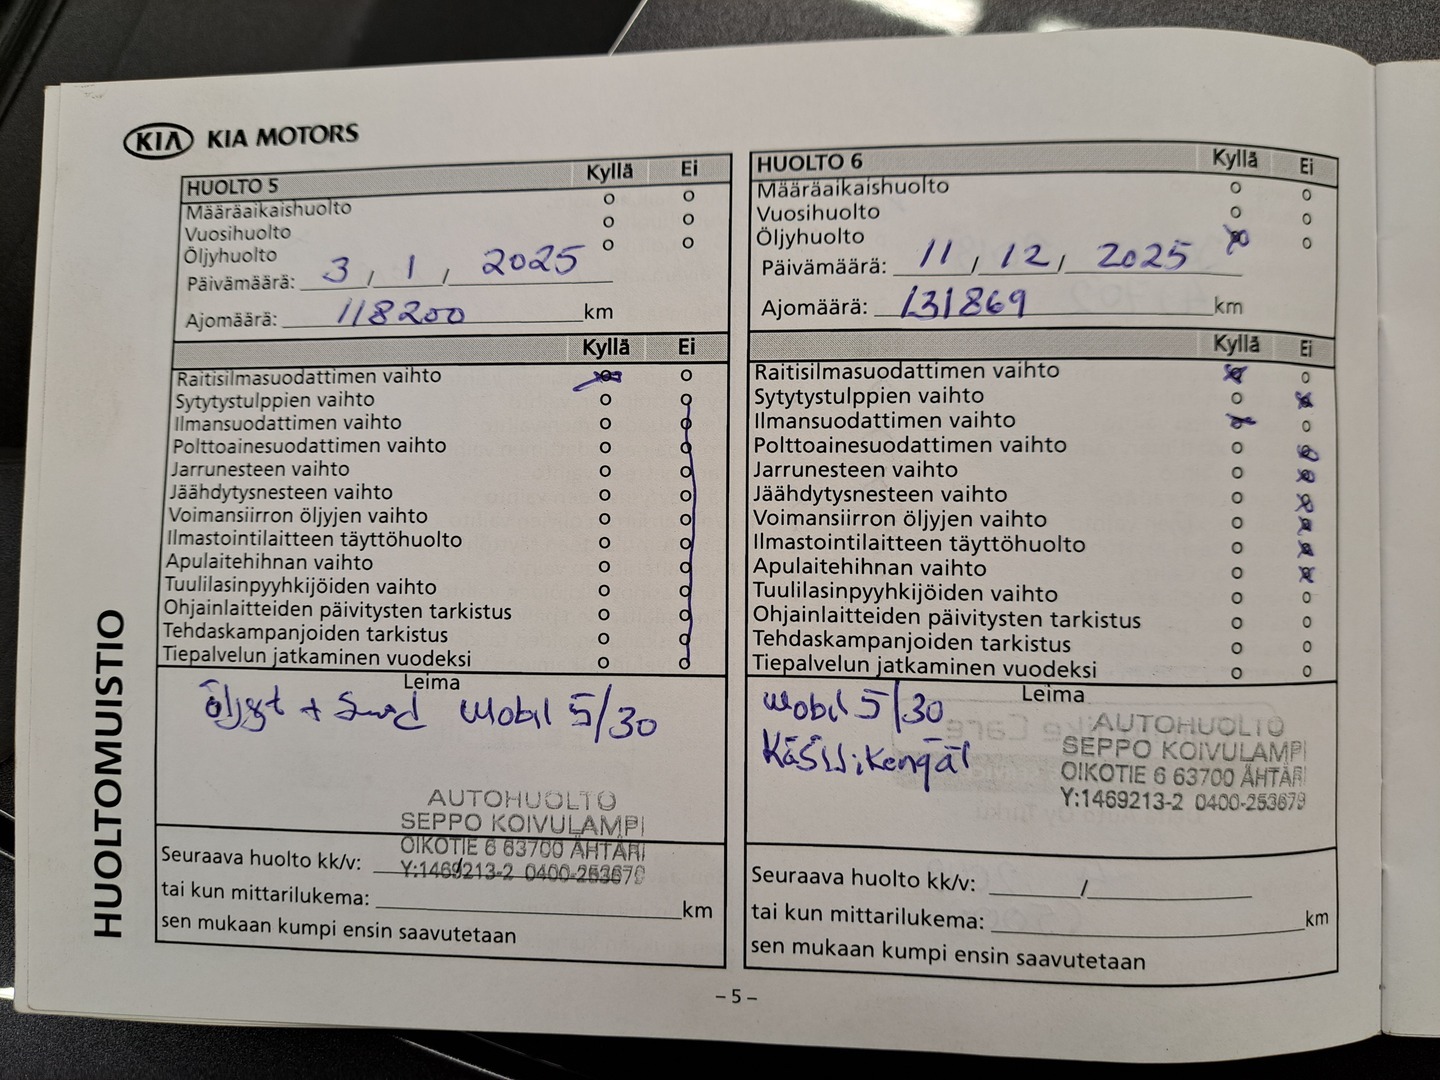 KIA KIA MOTORS
HUOLTO 5 Kyllä Ei
Määräaikaishuolto o o
Vuosihuolto o o
Öljyhuolto o o
Päivämäärä: 3 / 1 / 2025
Ajomäärä: 118200 km
Kyllä Ei
Raitisilmasuodattimen vaihto o o
Sytytystulppien vaihto o o
Ilmansuodattimen vaihto o o
Polttoainesuodattimen vaihto o o
Jarrunesteen vaihto o o
Jäähdytysnesteen vaihto o o
Voimansiirron öljyjen vaihto o o
Ilmastointilaitteen täyttöhuolto o o
Apulaitehihnan vaihto o o
Tuulilasinpyyhkijöiden vaihto o o
Ohjainlaitteiden päivitysten tarkistus o o
Tehdaskampanjoiden tarkistus o o
Tiepalvelun jatkaminen vuodeksi o o
Leima
Öljyt + Suod Mobil 5/30
AUTOHUOLTO
SEPPO KOIVULAMPI
OIKOTIE 6 63700 ÄHTÄRI
Y:1469213-2 0400-253679
Seuraava huolto kk/v: /
tai kun mittarilukema: km
sen mukaan kumpi ensin saavutetaan
HUOLTO 6 Kyllä Ei
Määräaikaishuolto o o
Vuosihuolto o o
Öljyhuolto o o
Päivämäärä: 11 / 12 / 2025
Ajomäärä: 131869 km
Kyllä Ei
Raitisilmasuodattimen vaihto o o
Sytytystulppien vaihto o o
Ilmansuodattimen vaihto o o
Polttoainesuodattimen vaihto o o
Jarrunesteen vaihto o o
Jäähdytysnesteen vaihto o o
Voimansiirron öljyjen vaihto o o
Ilmastointilaitteen täyttöhuolto o o
Apulaitehihnan vaihto o o
Tuulilasinpyyhkijöiden vaihto o o
Ohjainlaitteiden päivitysten tarkistus o o
Tehdaskampanjoiden tarkistus o o
Tiepalvelun jatkaminen vuodeksi o o
Leima
Mobil 5/30
AUTOHUOLTO
SEPPO KOIVULAMPI
OIKOTIE 6 63700 ÄHTÄRI
Y:1469213-2 0400-253679
Seuraava huolto kk/v: /
tai kun mittarilukema: km
sen mukaan kumpi ensin saavutetaan
HUOLTOMUISTIO
– 5 –